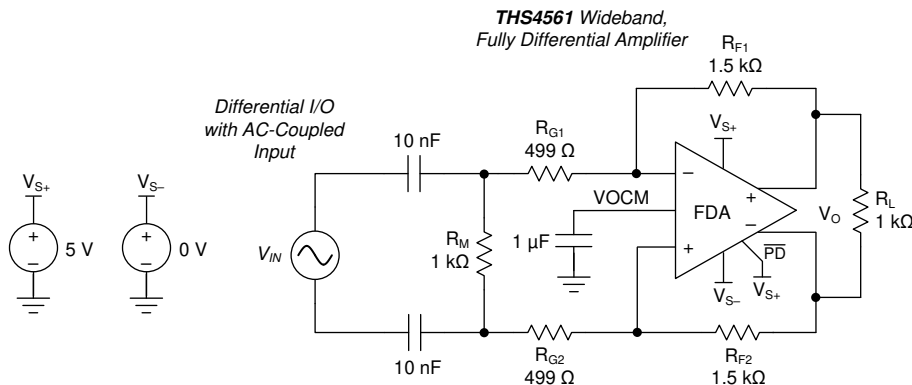 THS4561 Wideband,
Fully Differential Amplifier
RF1
1.5 kΩ
Differential I/O
with AC-Coupled
Input
10 nF
RG1
499 Ω
VS+
VS+
5 V
VS–
0 V
VIN
RM
1 kΩ
VOCM
1 µF
FDA
–
+
+
–
PD
VS–
VS+
VO
RL
1 kΩ
10 nF
RG2
499 Ω
RF2
1.5 kΩ